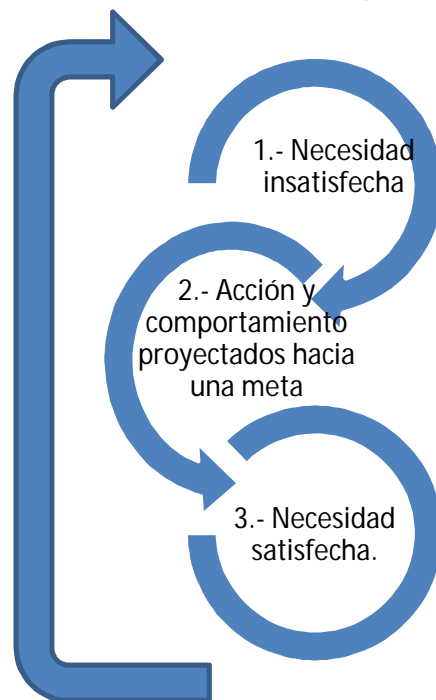 1.- Necesidad
insatisfecha
2.- Acción y
comportamiento
proyectados hacia
una meta
3.- Necesidad
satisfecha.